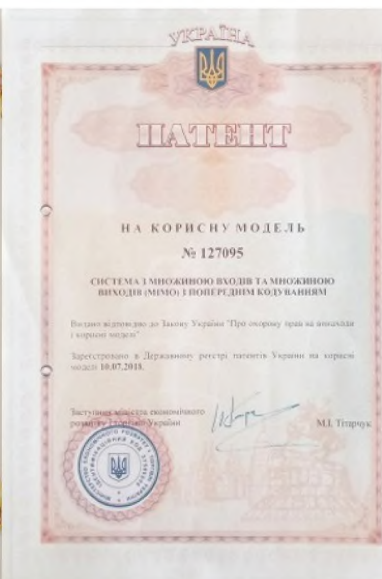 УКРАЇНА
ПАТЕНТ
НА КОРИСНУ МОДЕЛЬ
№ 127095
СИСТЕМА З МНОЖИНОЮ ВХОДІВ ТА МНОЖИНОЮ
ВИХОДІВ (МІМО) З ПОПЕРЕДНІМ КОДУВАННЯМ
Видано відповідно до Закону України "Про охорону прав на винаходи
і корисні моделі".
Зареєстровано в Державному реєстрі патентів України на корисні
моделі 10.07.2018.
Заступник міністра економічного
розвитку і торгівлі України
М.І. Тітарчук